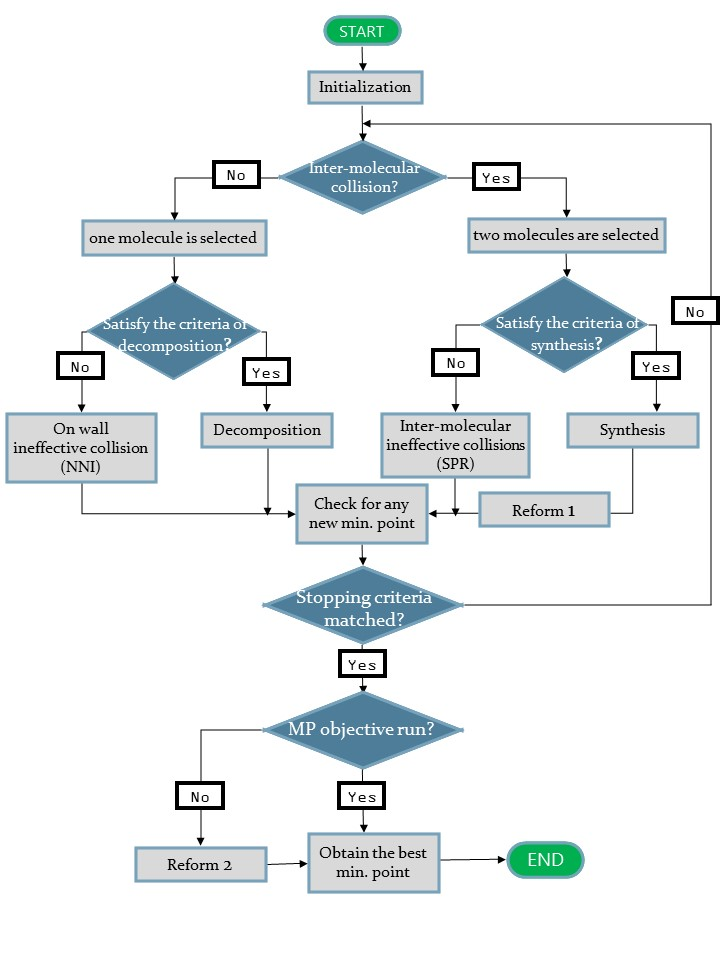 START
Initialization
Inter-molecular
collision?
No
Yes
one molecule is selected
two molecules are selected
Satisfy the criteria of
decomposition?
Satisfy the criteria of
synthesis?
No
No
Yes
No
Yes
On wall
ineffective collision
(NNI)
Decomposition
Inter-molecular
ineffective collisions
(SPR)
Synthesis
Check for any
new min. point
Reform 1
Stopping criteria
matched?
Yes
MP objective run?
No
Yes
Reform 2
Obtain the best
min. point
END